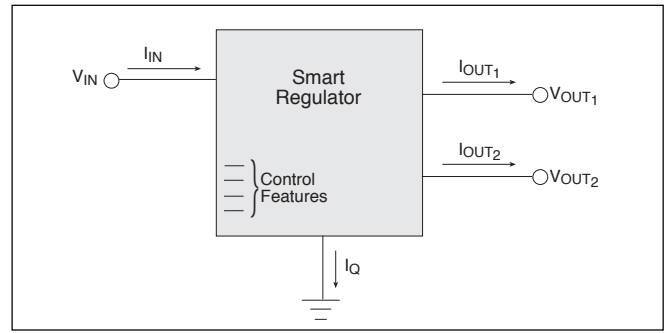 IIN
VIN
Smart
Regulator
IOUT1
VOUT1
IOUT2
VOUT2
Control
Features
IQ